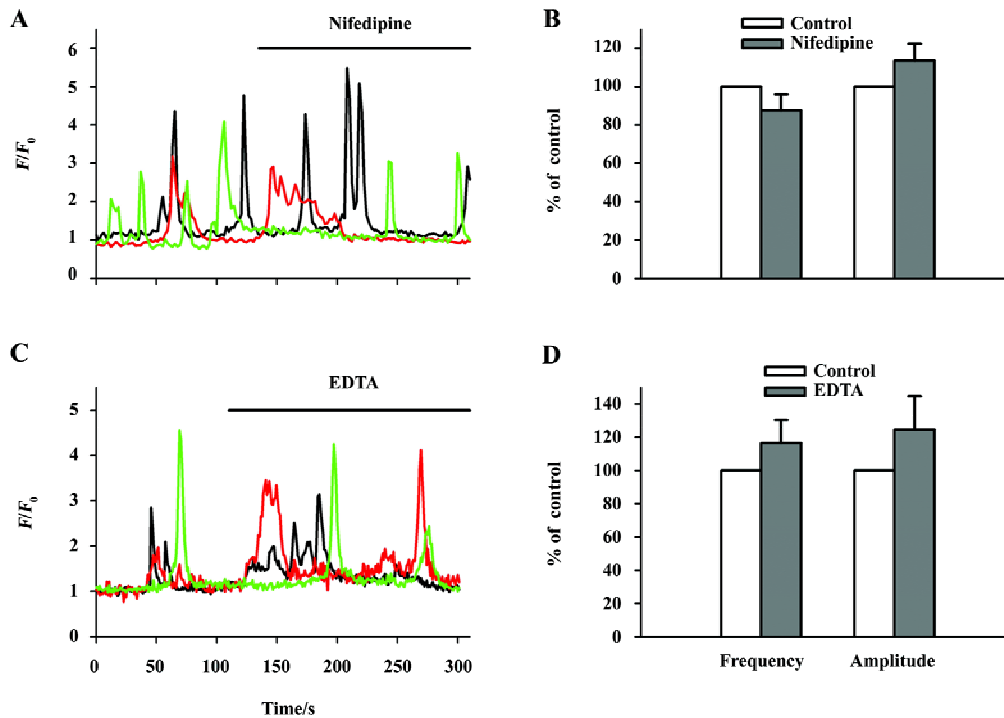 A
Nifedipine
6
5
4
3
2
1
0
F/F0
B
Control
Nifedipine
120
100
80
60
40
20
0
% of control
C
EDTA
5
4
3
2
1
0
F/F0
0 50 100 150 200 250 300
Time/s
D
Control
EDTA
140
120
100
80
60
40
20
0
% of control
Frequency Amplitude